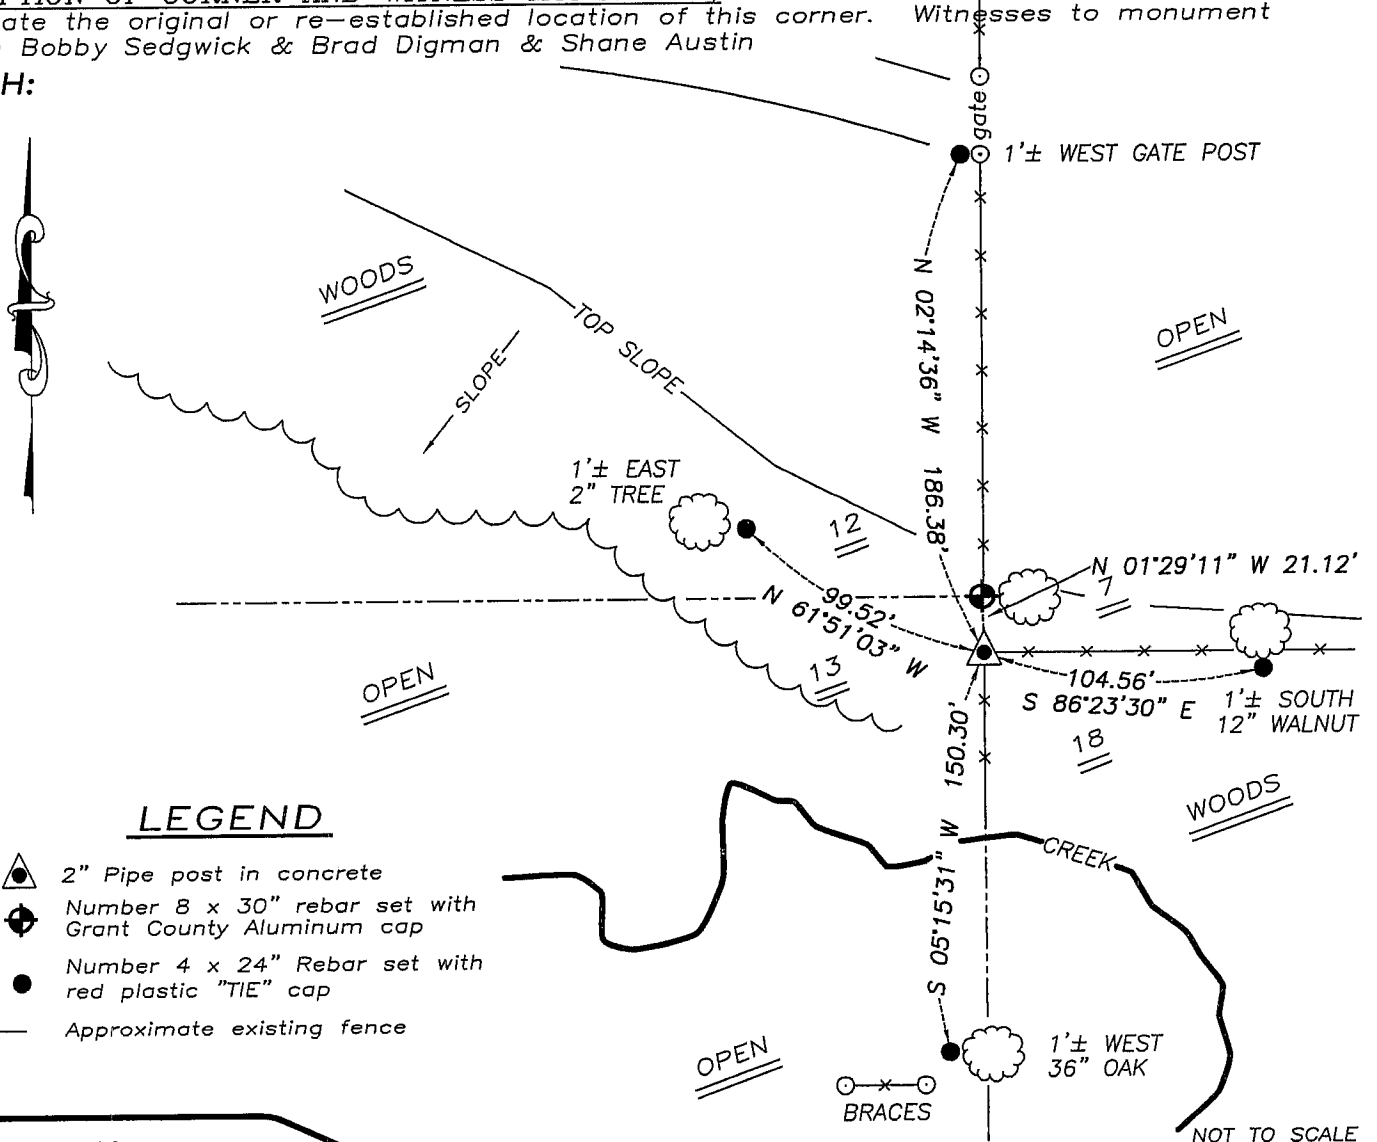 ate the original or re-established location of this corner. Witnesses to monument
Bobby Sedgwick & Brad Digman & Shane Austin
H:
gate
1'± WEST GATE POST
WOODS
OPEN
N 02°14'36" W 186.38'
TOP SLOPE
SLOPE
1'± EAST
2" TREE
12
N 01°29'11" W 21.12'
7
99.52'
N 61°51'03" W
13
OPEN
104.56'
S 86°23'30" E
1'± SOUTH
12" WALNUT
18
S 05°15'31" W 150.30'
WOODS
CREEK
LEGEND
2" Pipe post in concrete
Number 8 x 30" rebar set with
Grant County Aluminum cap
Number 4 x 24" Rebar set with
red plastic "TIE" cap
Approximate existing fence
OPEN
1'± WEST
36" OAK
BRACES
NOT TO SCALE